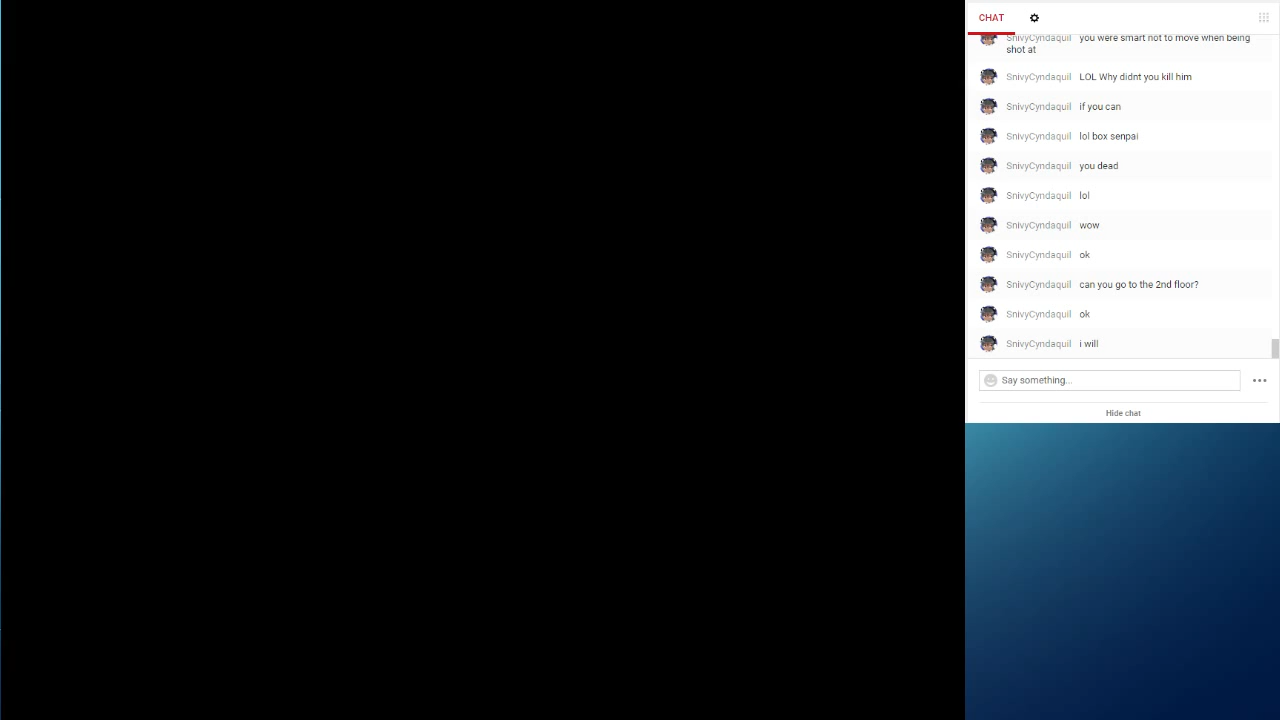 CHAT
SnivyCyndaquil you were smart not to move when being
shot at
SnivyCyndaquil LOL Why didnt you kill him
SnivyCyndaquil if you can
SnivyCyndaquil lol box senpai
SnivyCyndaquil you dead
SnivyCyndaquil lol
SnivyCyndaquil wow
SnivyCyndaquil ok
SnivyCyndaquil can you go to the 2nd floor?
SnivyCyndaquil ok
SnivyCyndaquil i will
Say something...
Hide chat